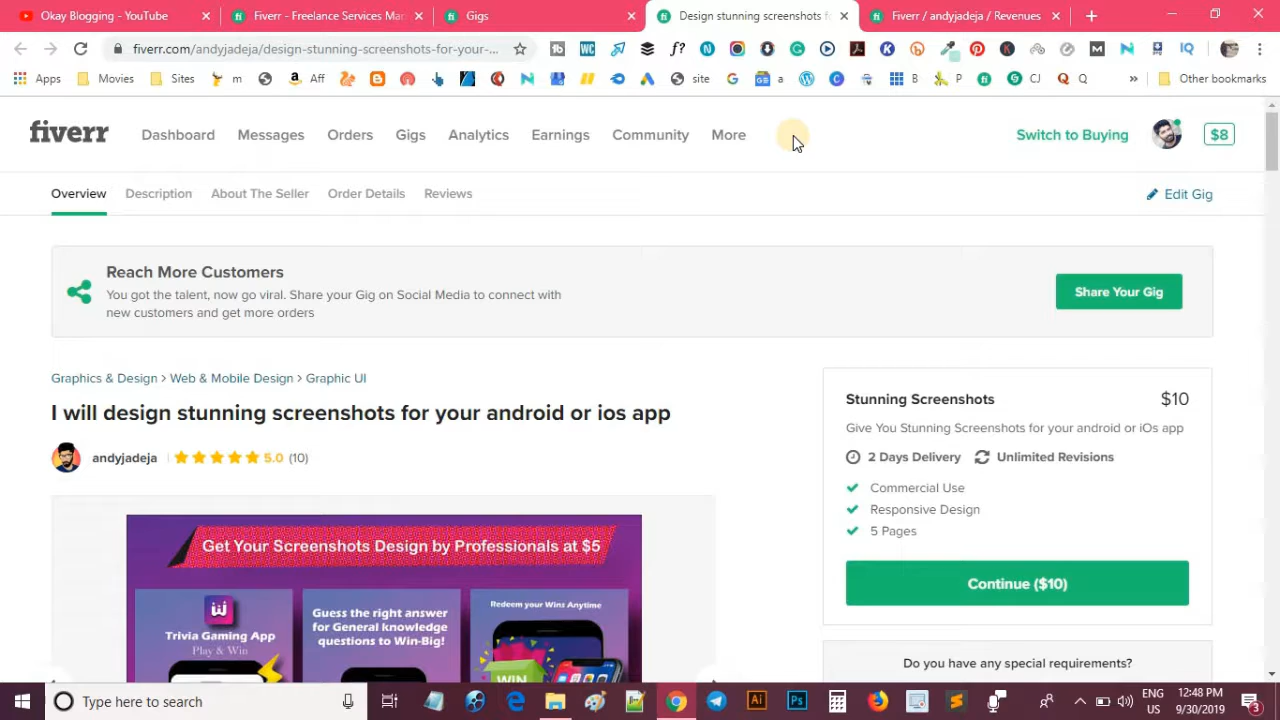 Okay Blogging - YouTube
Fiverr - Freelance Services Mar
Gigs
Design stunning screenshots f
Fiverr / andyjadeja / Revenues
fiverr.com/andyjadeja/design-stunning-screenshots-for-your-...
Apps
Movies
Sites
m
Aff
site
a
B
P
CJ
Q
Other bookmarks
fiverr
Dashboard
Messages
Orders
Gigs
Analytics
Earnings
Community
More
Switch to Buying
$8
Overview
Description
About The Seller
Order Details
Reviews
Edit Gig
Reach More Customers
You got the talent, now go viral. Share your Gig on Social Media to connect with
new customers and get more orders
Share Your Gig
Graphics & Design > Web & Mobile Design > Graphic UI
I will design stunning screenshots for your android or ios app
andyjadeja
5.0 (10)
Get Your Screenshots Design by Professionals at $5
Trivia Gaming App
Play & Win
Guess the right answer
for General knowledge
questions to Win-Big!
Redeem your Wins Anytime
WIN
Stunning Screenshots
$10
Give You Stunning Screenshots for your android or iOs app
2 Days Delivery
Unlimited Revisions
Commercial Use
Responsive Design
5 Pages
Continue ($10)
Do you have any special requirements?
Type here to search
ENG
US
12:48 PM
9/30/2019
3